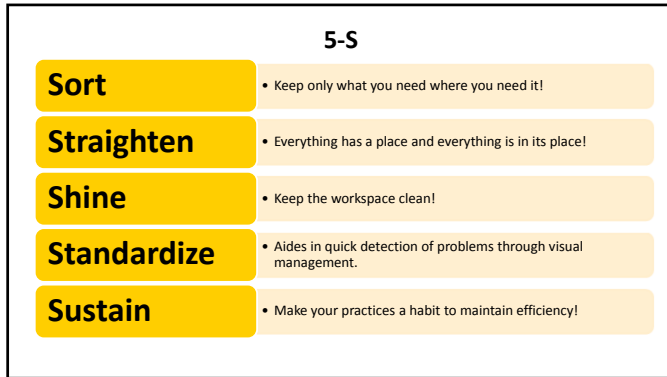 5-S
Sort
• Keep only what you need where you need it!
Straighten
• Everything has a place and everything is in its place!
Shine
• Keep the workspace clean!
Standardize
• Aides in quick detection of problems through visual
management.
Sustain
• Make your practices a habit to maintain efficiency!